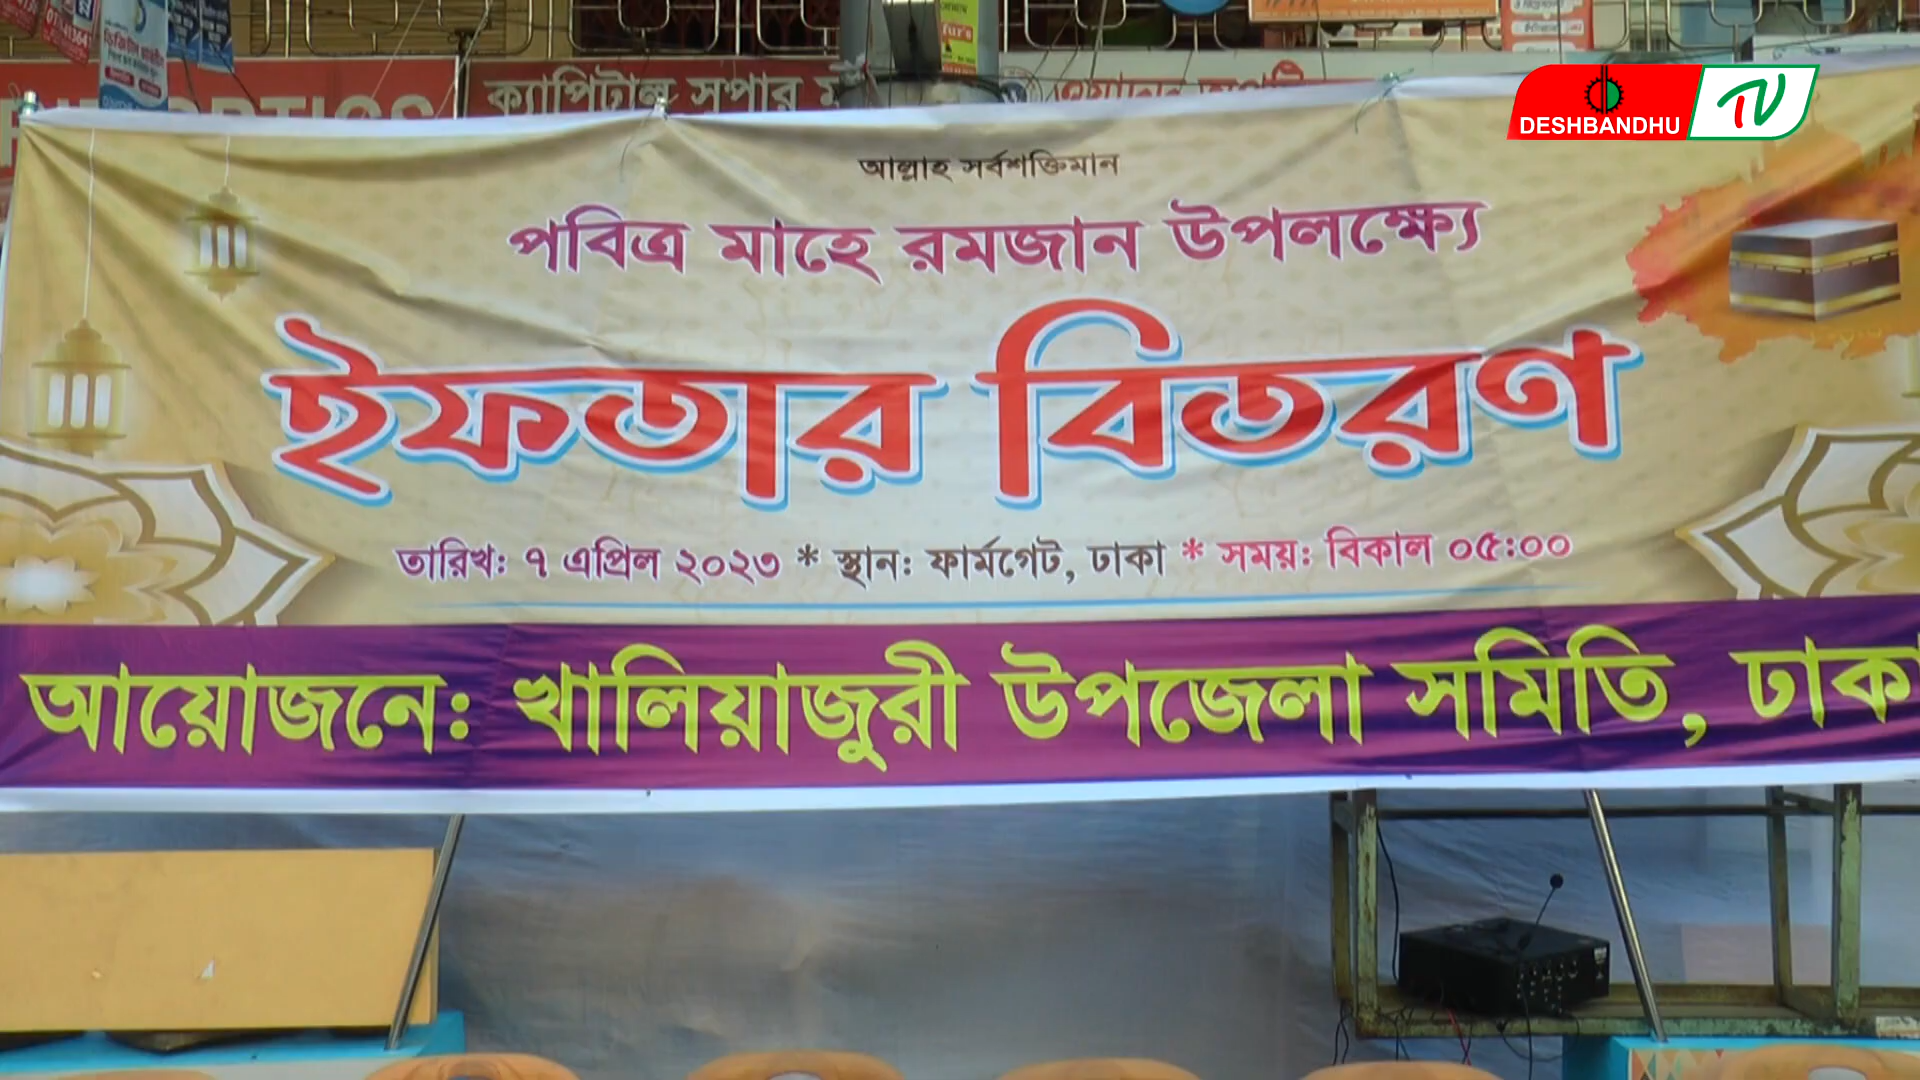 ক্যাপিটাল সুপার
DESHBANDHU TV
আল্লাহ সর্বশক্তিমান
পবিত্র মাহে রমজান উপলক্ষ্যে
ইফতার বিতরণ
তারিখ: ৭ এপ্রিল ২০২৩ * স্থান: ফার্মগেট, ঢাকা * সময়: বিকাল ০৫:০০
আয়োজনে: খালিয়াজুরী উপজেলা সমিতি, ঢাকা